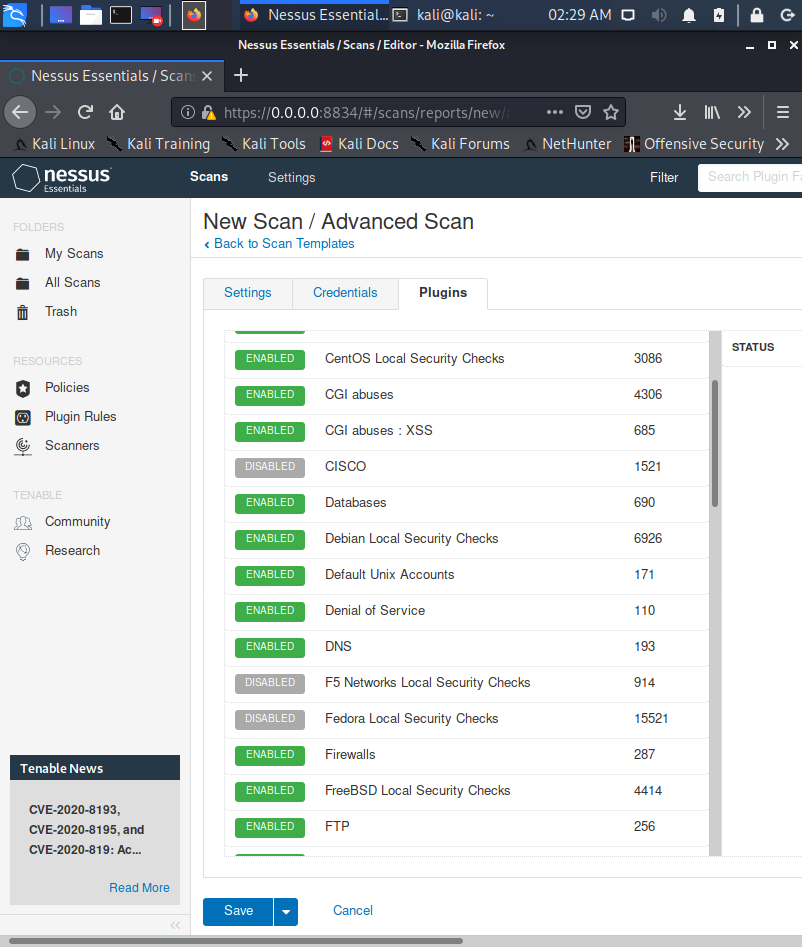 Nessus Essential...
kali@kali: ~
02:29 AM
Nessus Essentials / Scans / Editor - Mozilla Firefox
Nessus Essentials / Scans
https://0.0.0.0:8834/#/scans/reports/new/
Kali Linux
Kali Training
Kali Tools
Kali Docs
Kali Forums
NetHunter
Offensive Security
nessus
Essentials
Scans
Settings
Filter
Search Plugin Fa
FOLDERS
My Scans
All Scans
Trash
RESOURCES
Policies
Plugin Rules
Scanners
TENABLE
Community
Research
Tenable News
CVE-2020-8193,
CVE-2020-8195, and
CVE-2020-819: Ac...
Read More
New Scan / Advanced Scan
Back to Scan Templates
Settings
Credentials
Plugins
STATUS
ENABLED CentOS Local Security Checks 3086
ENABLED CGI abuses 4306
ENABLED CGI abuses : XSS 685
DISABLED CISCO 1521
ENABLED Databases 690
ENABLED Debian Local Security Checks 6926
ENABLED Default Unix Accounts 171
ENABLED Denial of Service 110
ENABLED DNS 193
DISABLED F5 Networks Local Security Checks 914
DISABLED Fedora Local Security Checks 15521
ENABLED Firewalls 287
ENABLED FreeBSD Local Security Checks 4414
ENABLED FTP 256
Save
Cancel